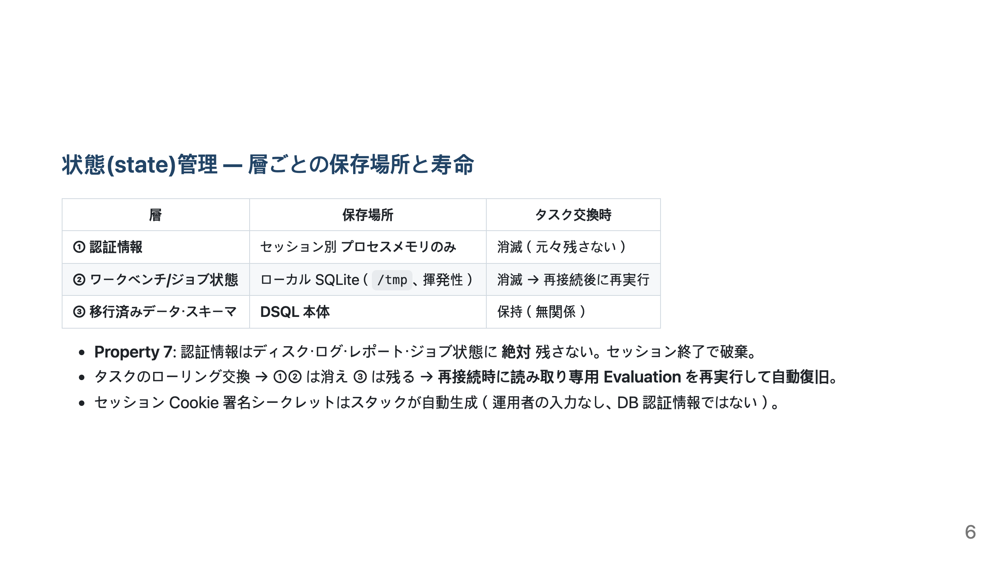 状態(state)管理 — 層ごとの保存場所と寿命
層 保存場所 タスク交換時
① 認証情報 セッション別 プロセスメモリのみ 消滅 ( 元々残さない )
② ワークベンチ/ジョブ状態 ローカル SQLite ( /tmp 、揮発性 ) 消滅 → 再接続後に再実行
③ 移行済みデータ·スキーマ DSQL 本体 保持 ( 無関係 )
• Property 7: 認証情報はディスク·ログ·レポート·ジョブ状態に 絶対 残さない。セッション終了で破棄。
• タスクのローリング交換 → ①② は消え ③ は残る → 再接続時に読み取り専用 Evaluation を再実行して自動復旧。
• セッション Cookie 署名シークレットはスタックが自動生成 ( 運用者の入力なし、DB 認証情報ではない ) 。
6